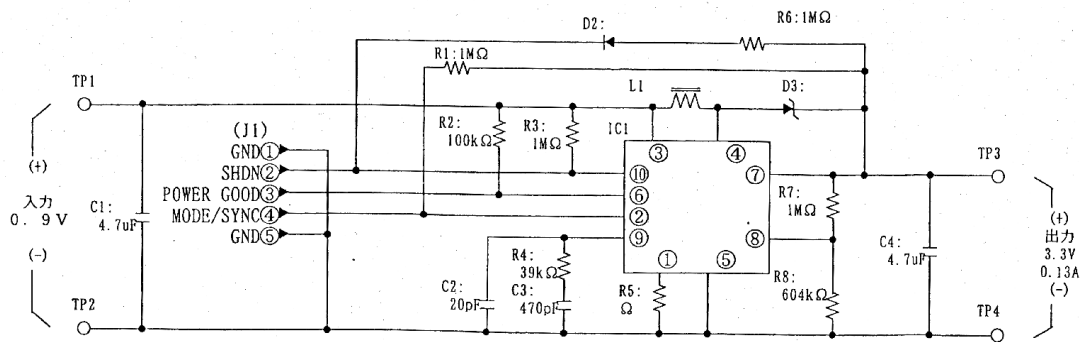 D2:
R6:1MΩ
R1:1MΩ
TP1
L1
D3:
(J1)
R2:
100kΩ
R3:
1MΩ
IC1
③
④
GND①
SHDN②
POWER GOOD③
MODE/SYNC④
GND⑤
⑩
⑥
②
⑨
⑦
⑧
①
⑤
TP3
(+)
入力
0.9V
(-)
C1:
4.7uF
R7:
1MΩ
C4:
4.7uF
(+)
出力
3.3V
0.13A
(-)
R4:
39kΩ
C2:
20pF
C3:
470pF
R5:
Ω
R8:
604kΩ
TP2
TP4